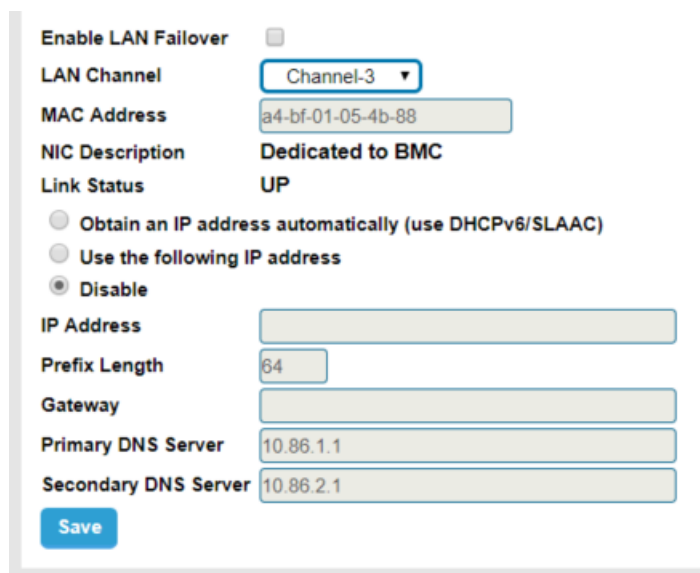 Enable LAN Failover
LAN Channel Channel-3
MAC Address a4-bf-01-05-4b-88
NIC Description Dedicated to BMC
Link Status UP
Obtain an IP address automatically (use DHCPv6/SLAAC)
Use the following IP address
Disable
IP Address
Prefix Length 64
Gateway
Primary DNS Server 10.86.1.1
Secondary DNS Server 10.86.2.1
Save